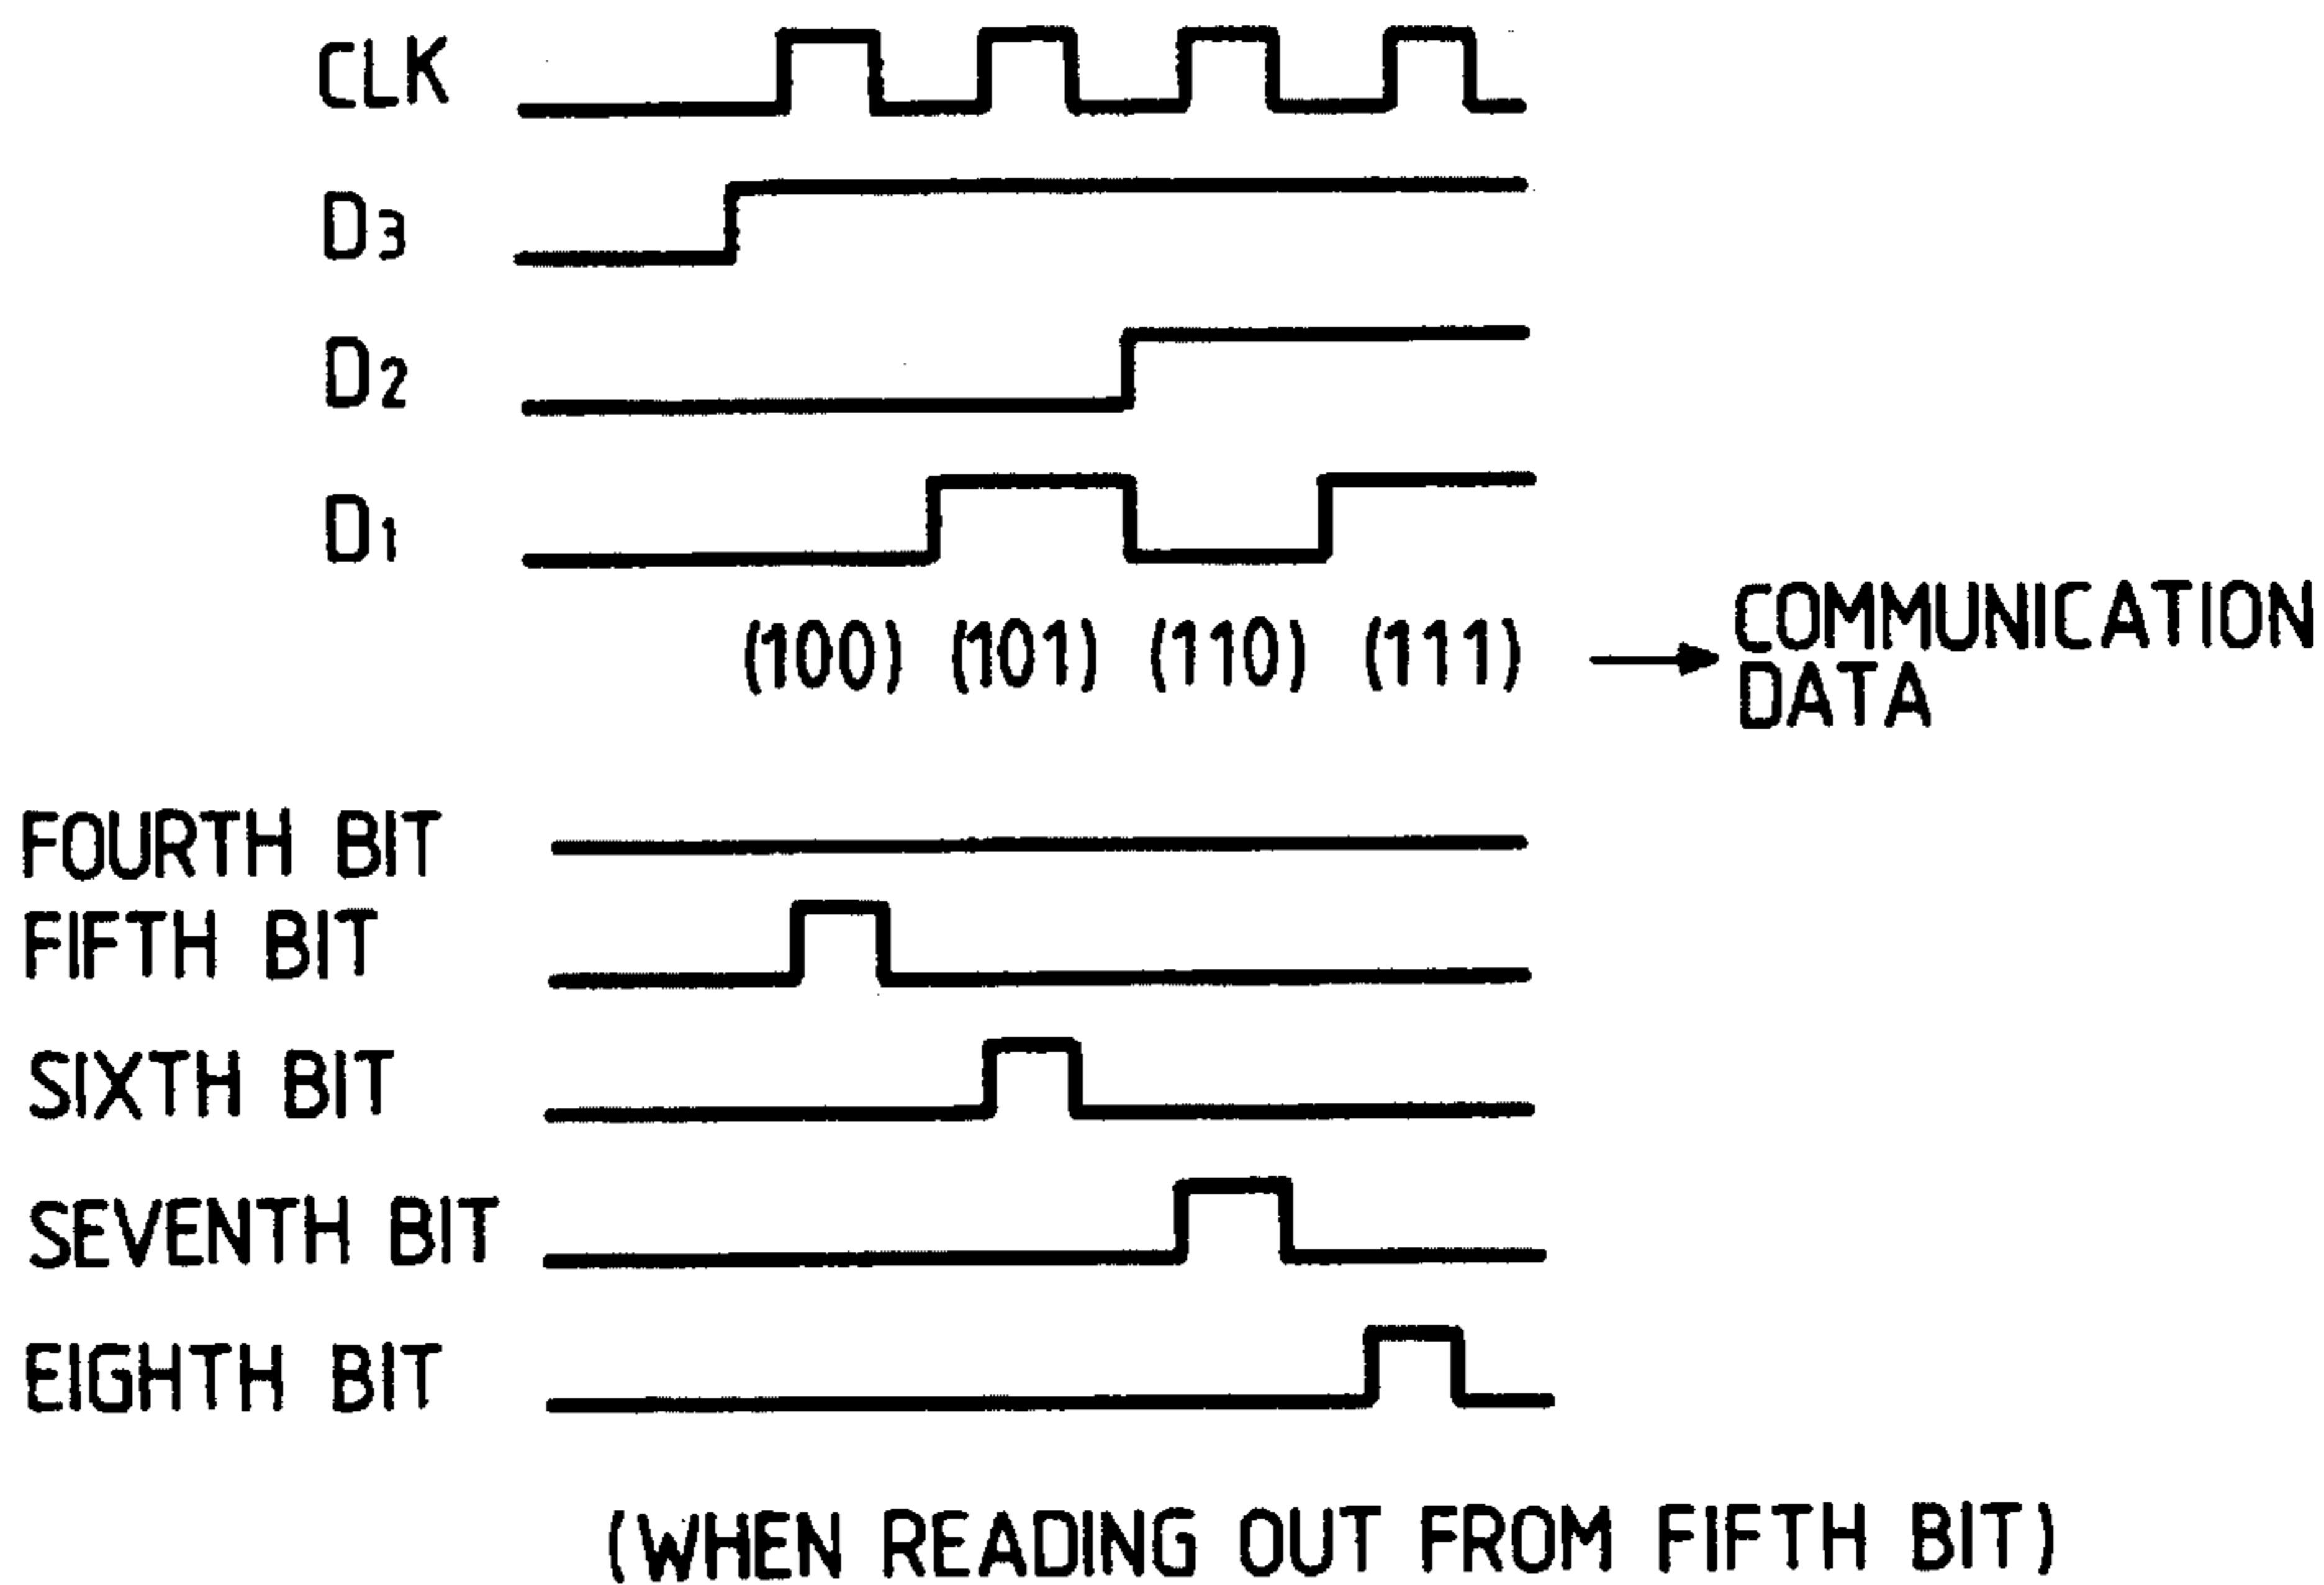 CLK
D3
D2
D1
(100) (101) (110) (111)
COMMUNICATION
DATA
FOURTH BIT
FIFTH BIT
SIXTH BIT
SEVENTH BIT
EIGHTH BIT
(WHEN READING OUT FROM FIFTH BIT)